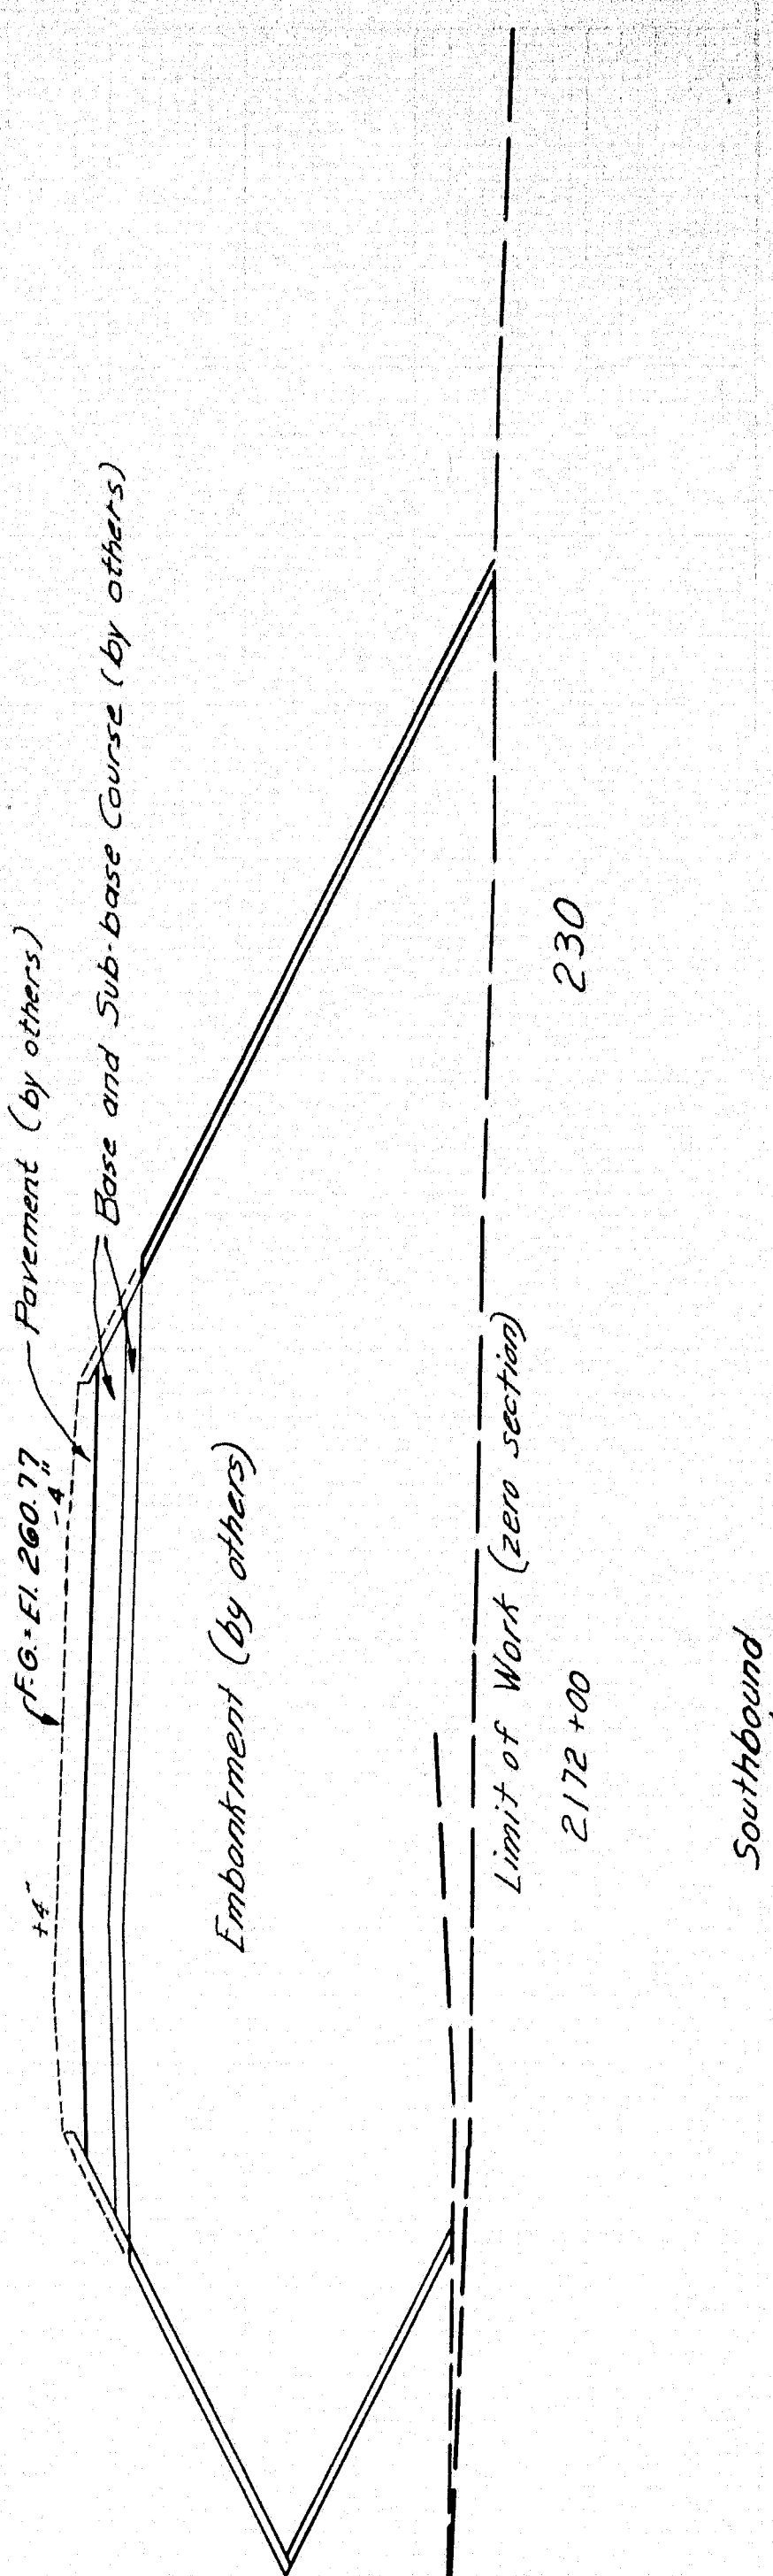 Pavement (by others)
Base and Sub-base Course (by others)
F.G.=El. 260.77
-4"
+4"
Embankment (by others)
230
Limit of Work (zero section)
2172+00
Southbound